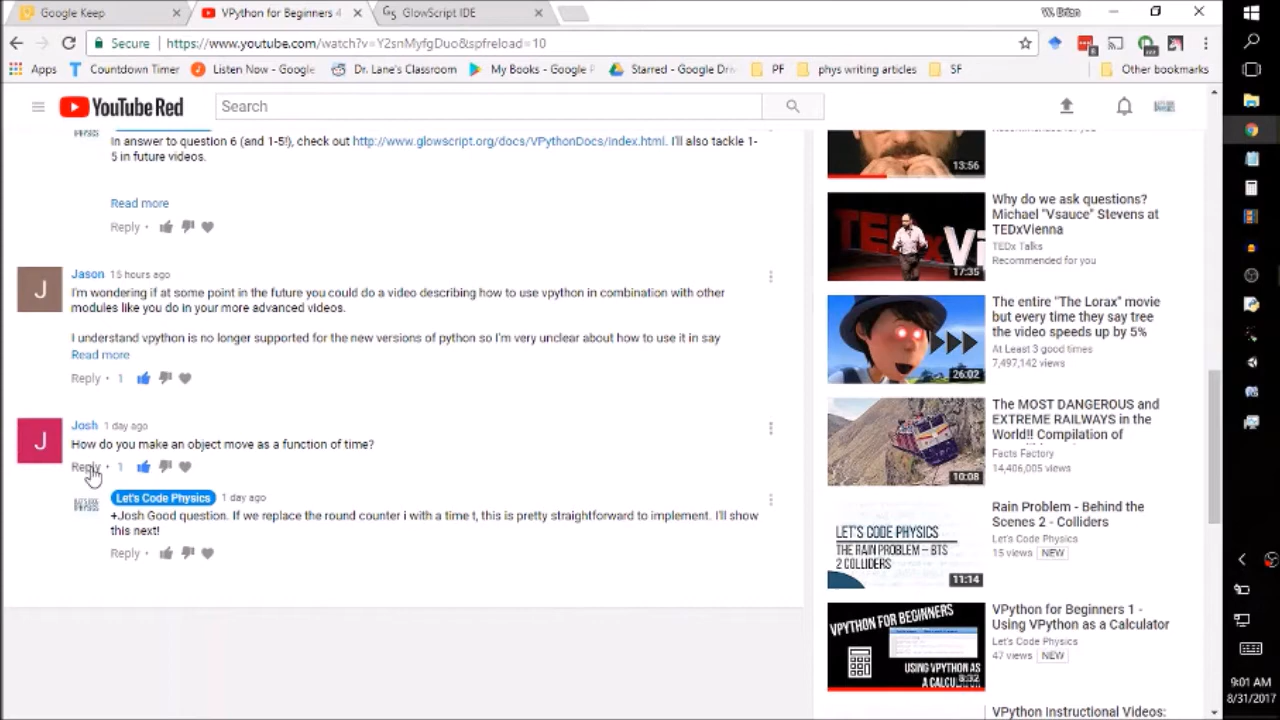 Google Keep
VPython for Beginners 4
GlowScript IDE
W. Brian
Secure
https://www.youtube.com/watch?v=Y2snMyfgDuo&spfreload=10
Apps
Countdown Timer
Listen Now - Google
Dr. Lane's Classroom
My Books - Google P
Starred - Google Dri
PF
phys writing articles
SF
Other bookmarks
YouTube Red
Search
In answer to question 6 (and 1-5!), check out http://www.glowscript.org/docs/VPythonDocs/index.html. I'll also tackle 1-
5 in future videos.
Read more
Reply
J
Jason 15 hours ago
I'm wondering if at some point in the future you could do a video describing how to use vpython in combination with other
modules like you do in your more advanced videos.
I understand vpython is no longer supported for the new versions of python so I'm very unclear about how to use it in say
Read more
Reply · 1
J
Josh 1 day ago
How do you make an object move as a function of time?
Reply · 1
Let's Code Physics 1 day ago
+Josh Good question. If we replace the round counter i with a time t, this is pretty straightforward to implement. I'll show
this next!
Reply
13:56
Recommended for you
TEDxVi
17:35
Why do we ask questions?
Michael "Vsauce" Stevens at
TEDxVienna
TEDx Talks
Recommended for you
26:02
The entire "The Lorax" movie
but every time they say tree
the video speeds up by 5%
At Least 3 good times
7,497,142 views
10:08
The MOST DANGEROUS and
EXTREME RAILWAYS in the
World!! Compilation of
Facts Factory
14,406,005 views
LET'S CODE PHYSICS
THE RAIN PROBLEM – BTS
2 COLLIDERS
11:14
Rain Problem - Behind the
Scenes 2 - Colliders
Let's Code Physics
15 views NEW
VPYTHON FOR BEGINNERS
USING VPYTHON AS
A CALCULATOR
8:32
VPython for Beginners 1 -
Using VPython as a Calculator
Let's Code Physics
47 views NEW
VPython Instructional Videos:
9:01 AM
8/31/2017